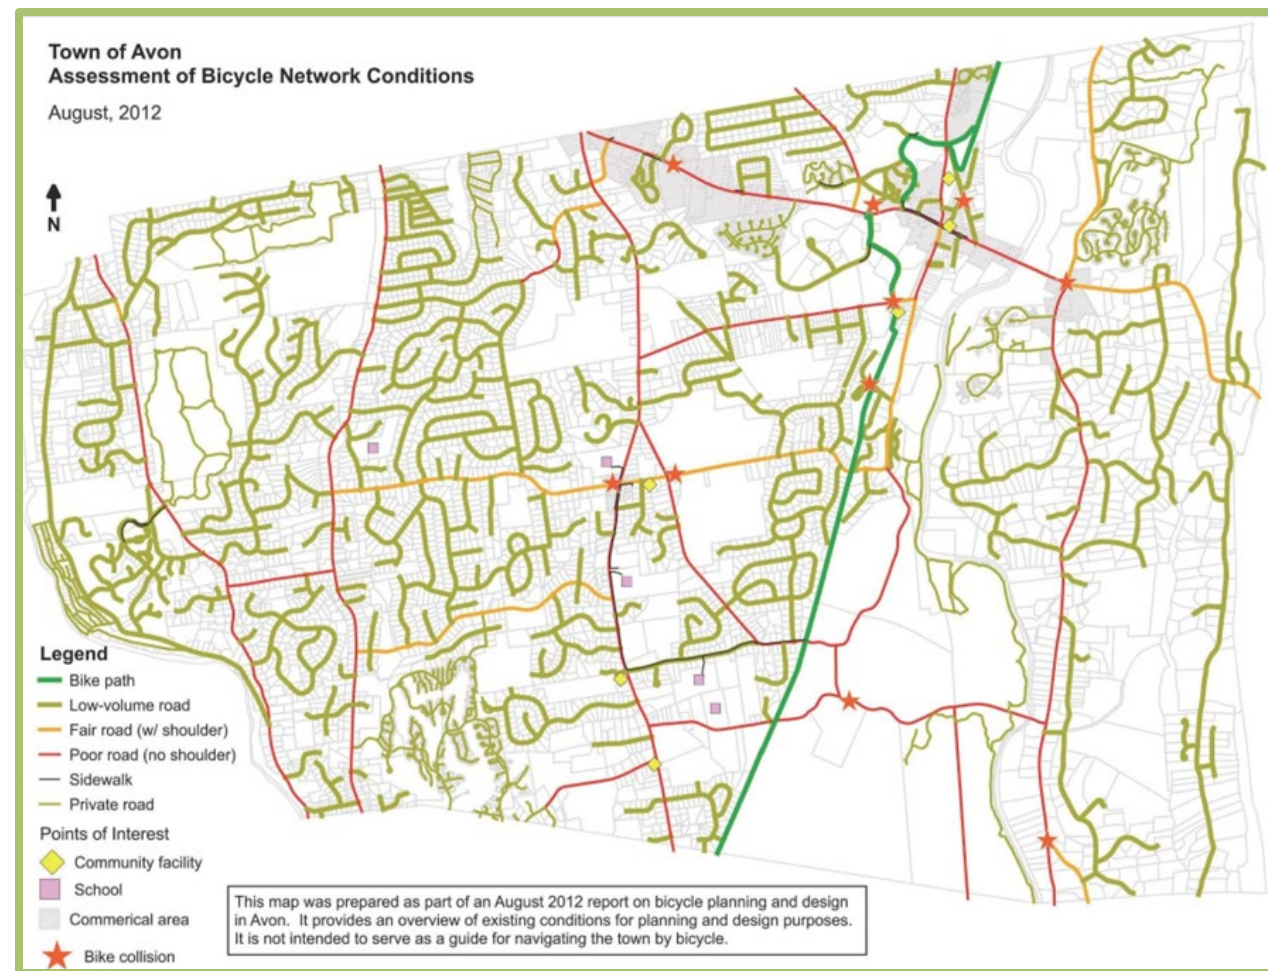 Town of Avon
Assessment of Bicycle Network Conditions
August, 2012
N
Legend
Bike path
Low-volume road
Fair road (w/ shoulder)
Poor road (no shoulder)
Sidewalk
Private road
Points of Interest
Community facility
School
Commerical area
Bike collision
This map was prepared as part of an August 2012 report on bicycle planning and design
in Avon. It provides an overview of existing conditions for planning and design purposes.
It is not intended to serve as a guide for navigating the town by bicycle.